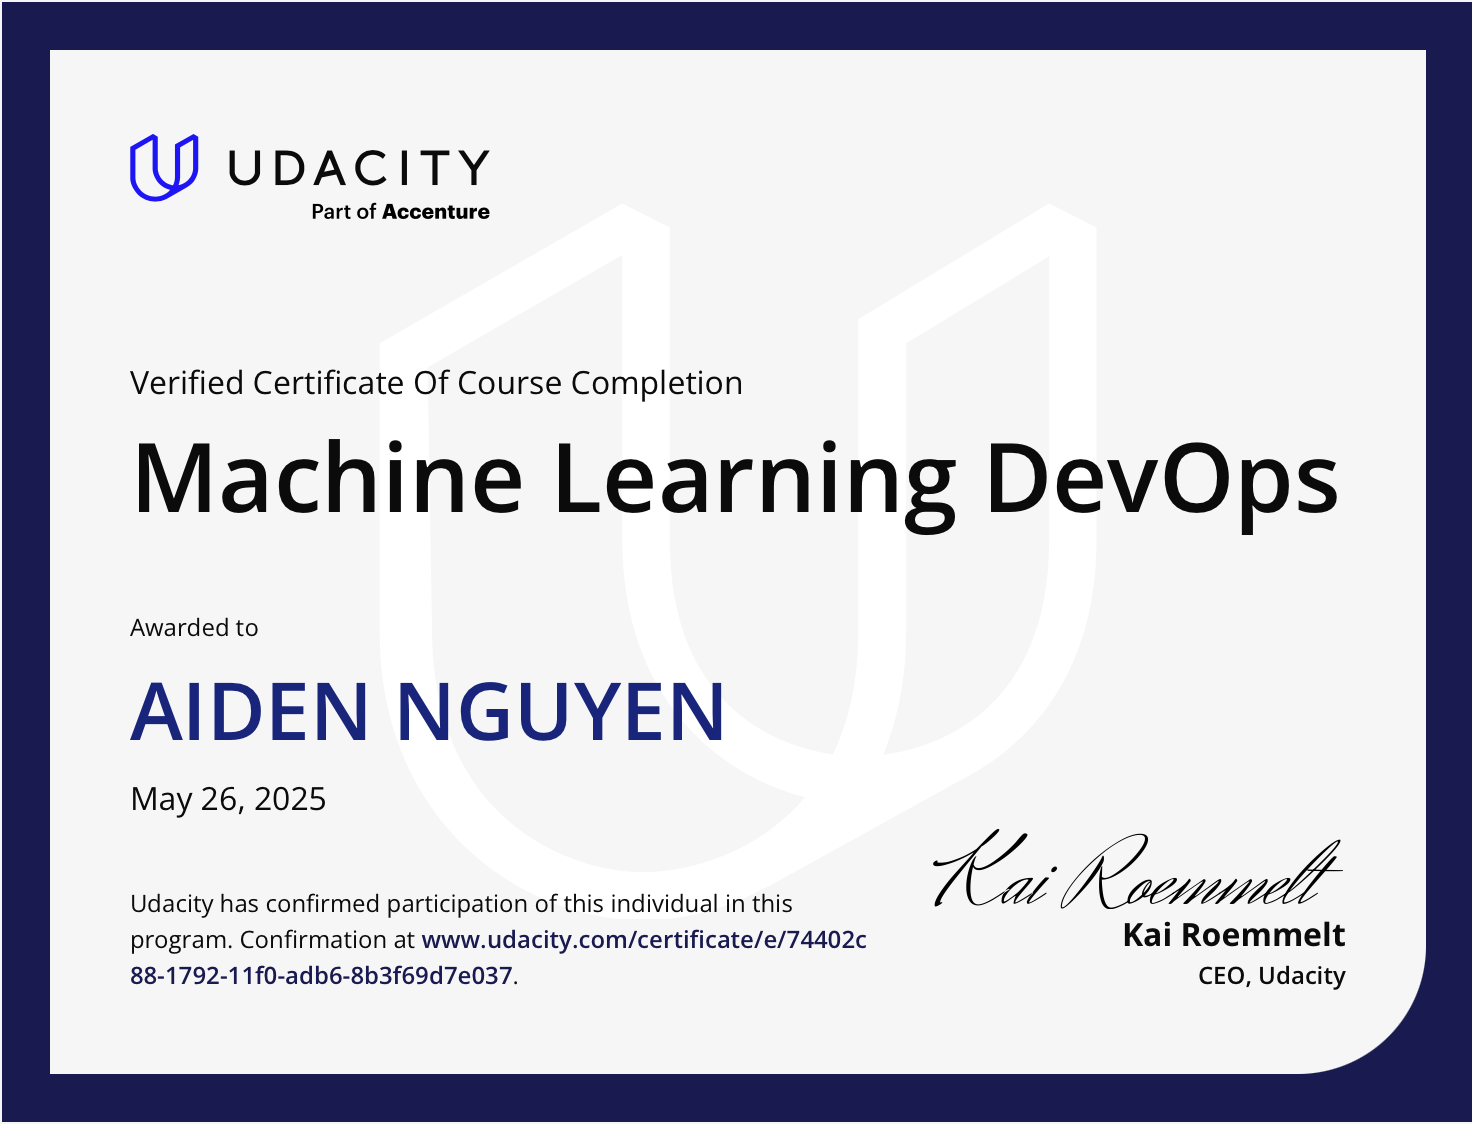 UDACITY
Part of Accenture
Verified Certificate Of Course Completion
Machine Learning DevOps
Awarded to
AIDEN NGUYEN
May 26, 2025
Udacity has confirmed participation of this individual in this
program. Confirmation at www.udacity.com/certificate/e/74402c
88-1792-11f0-adb6-8b3f69d7e037.
Kai Roemmelt
Kai Roemmelt
CEO, Udacity